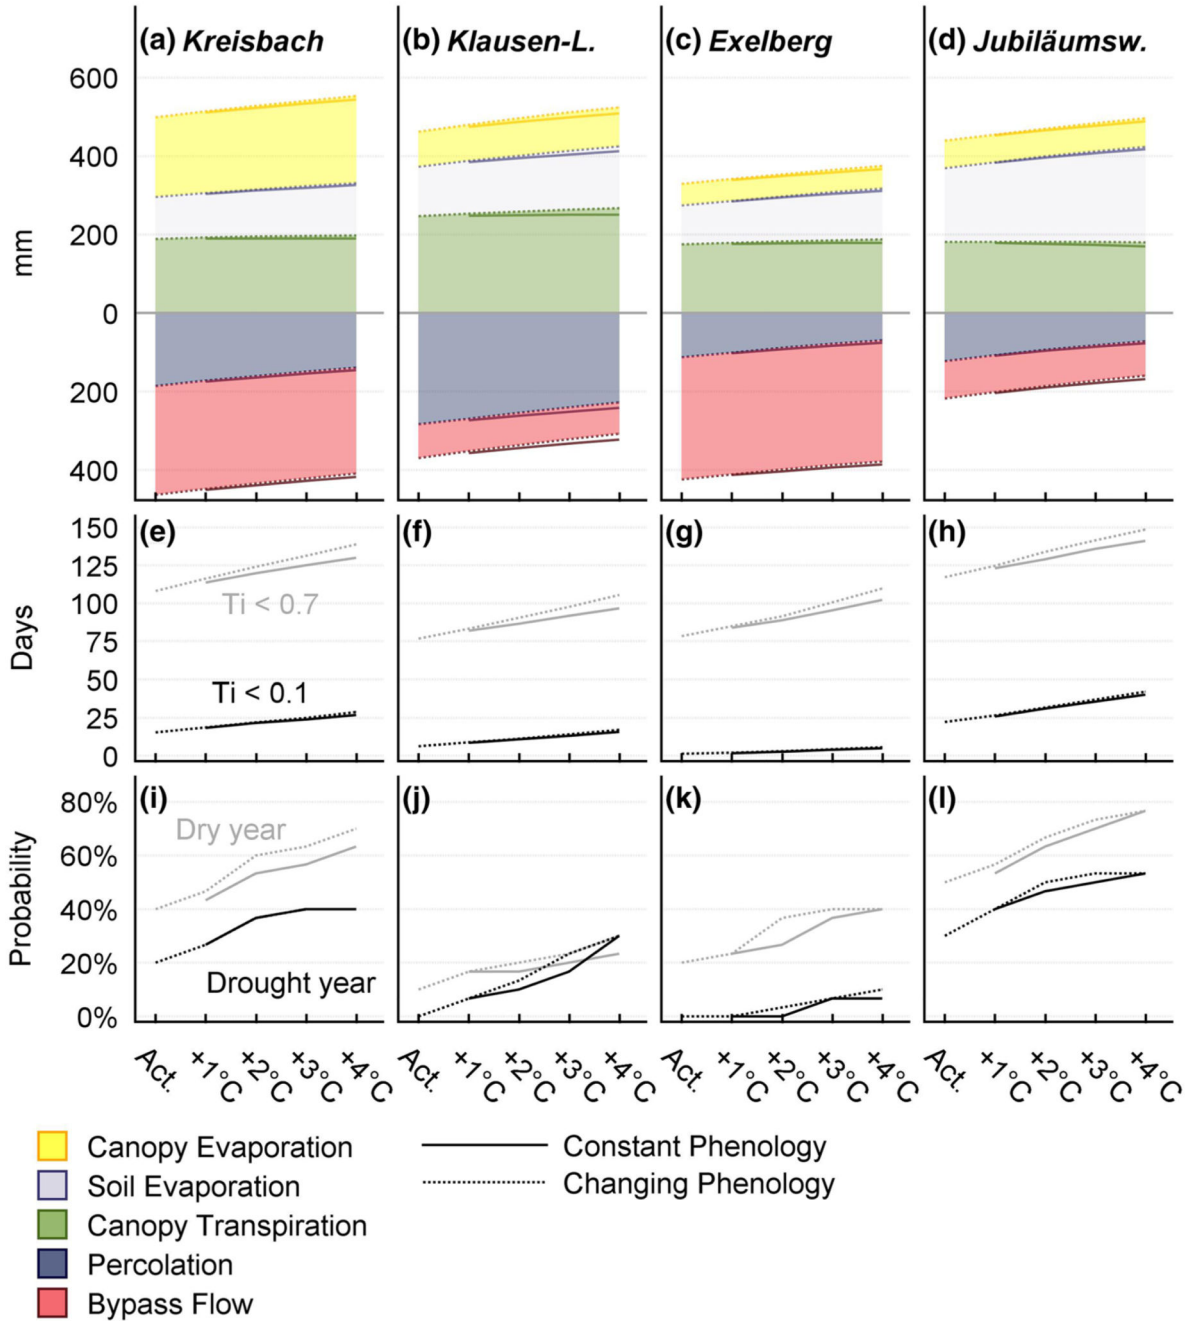 (a) Kreisbach (b) Klausen-L. (c) Exelberg (d) Jubiläumsw.
600
400
200
0
200
400
mm
(e) (f) (g) (h)
150
125
100
75
50
25
0
Days
Ti < 0.7
Ti < 0.1
(i) (j) (k) (l)
80%
60%
40%
20%
0%
Probability
Dry year
Drought year
Act. +1°C +2°C +3°C +4°C Act. +1°C +2°C +3°C +4°C Act. +1°C +2°C +3°C +4°C Act. +1°C +2°C +3°C +4°C
Canopy Evaporation
Soil Evaporation
Canopy Transpiration
Percolation
Bypass Flow
Constant Phenology
Changing Phenology